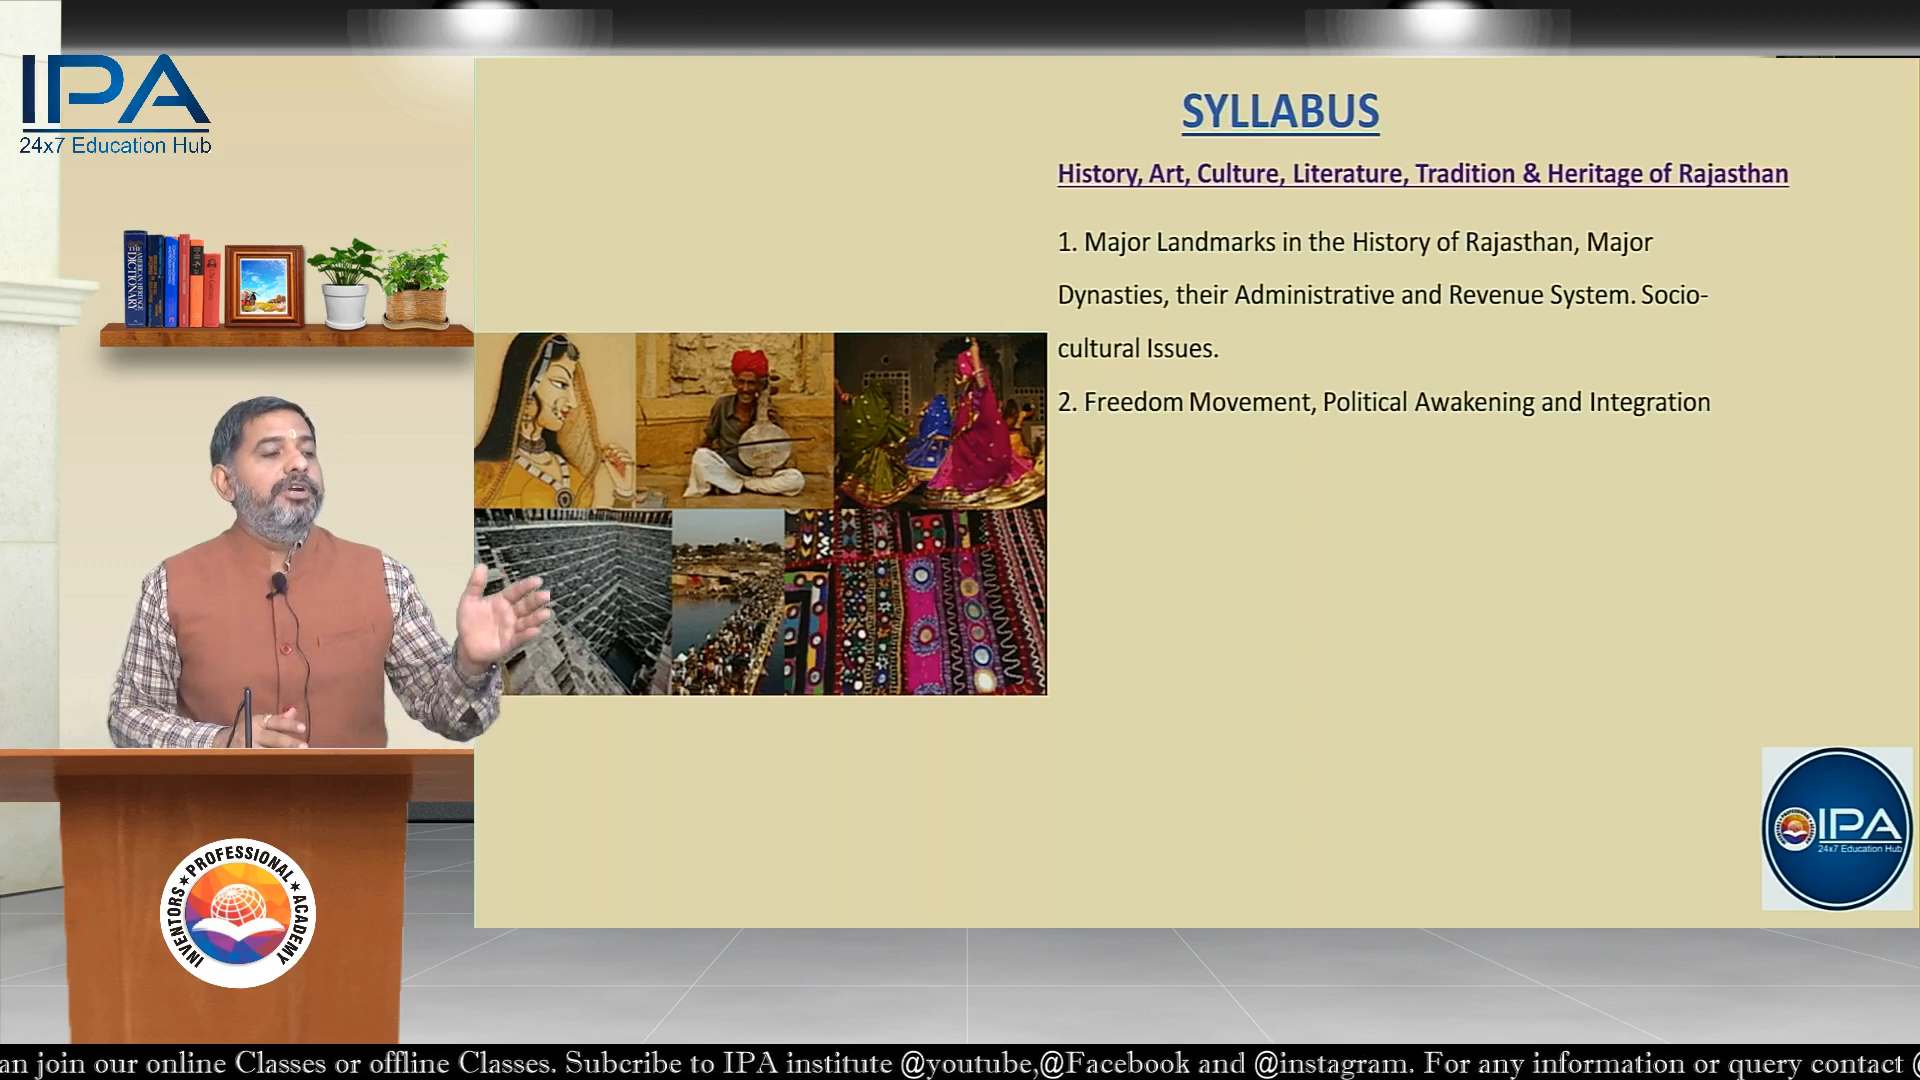 IPA
24x7 Education Hub
SYLLABUS
History, Art, Culture, Literature, Tradition & Heritage of Rajasthan
1. Major Landmarks in the History of Rajasthan, Major
Dynasties, their Administrative and Revenue System. Socio-
cultural Issues.
2. Freedom Movement, Political Awakening and Integration
DICTIONARY
INVENTORS ★ PROFESSIONAL ★ ACADEMY
IPA
24x7 Education Hub
an join our online Classes or offline Classes. Subcribe to IPA institute @youtube,@Facebook and @instagram. For any information or query contact @